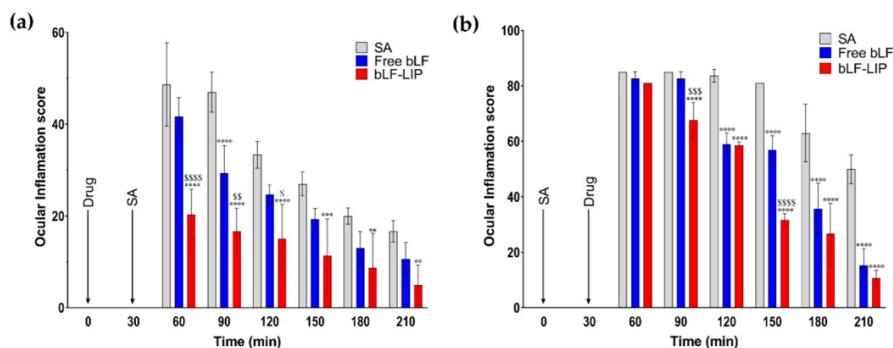 (a)
Ocular Inflamation score
60
40
20
0
SA
Free bLF
bLF-LIP
Drug
SA
$$$$
****
****
$$
****
$
****
***
**
**
0 30 60 90 120 150 180 210
Time (min)
(b)
Ocular Inflamation score
100
80
60
40
20
0
SA
Free bLF
bLF-LIP
SA
Drug
$$$
****
****
****
****
$$$$
****
****
****
****
****
0 30 60 90 120 150 180 210
Time (min)